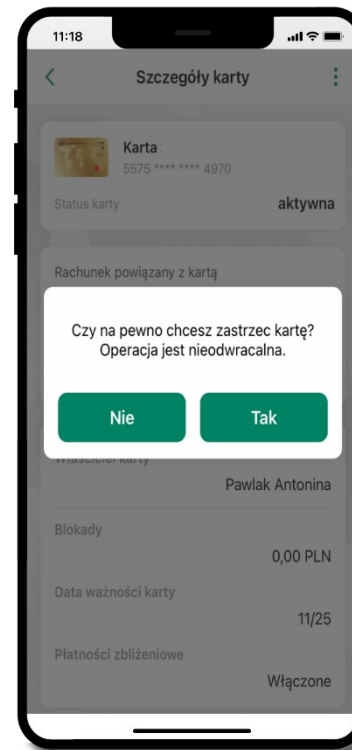 11:18
Szczegóły karty
Karta:
5575 **** **** 4970
Status karty
aktywna
Rachunek powiązany z kartą
Czy na pewno chcesz zastrzec kartę?
Operacja jest nieodwracalna.
Nie
Tak
Właściciel karty
Pawlak Antonina
Blokady
0,00 PLN
Data ważności karty
11/25
Płatności zbliżeniowe
Włączone